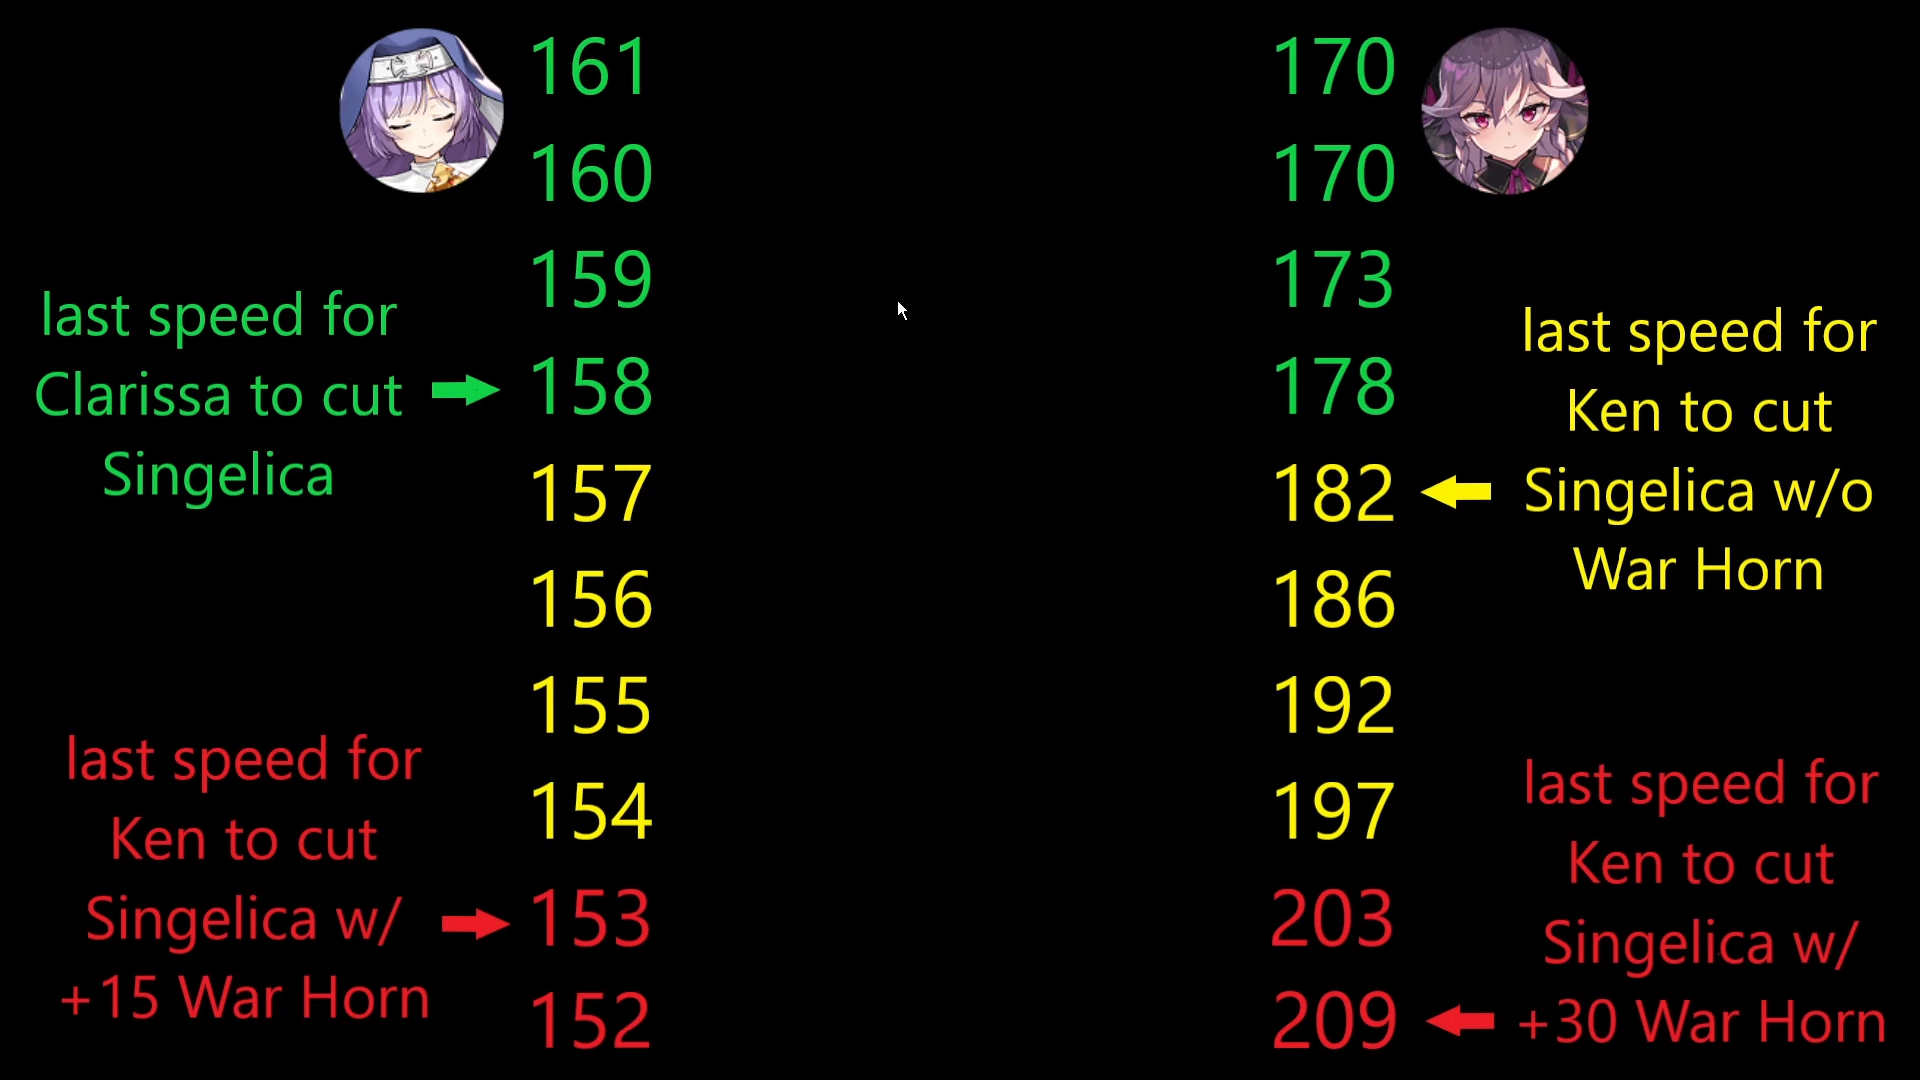 161
170
160
170
159
173
last speed for
Clarissa to cut
Singelica
158
178
last speed for
Ken to cut
Singelica w/o
War Horn
157
182
156
186
155
192
154
197
last speed for
Ken to cut
Singelica w/
+15 War Horn
153
203
last speed for
Ken to cut
Singelica w/
+30 War Horn
152
209